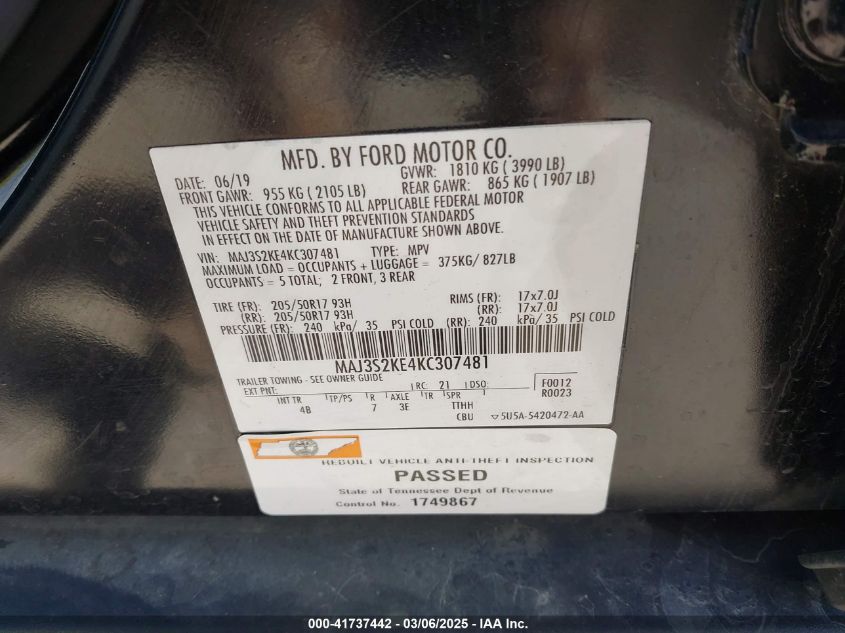 MFD. BY FORD MOTOR CO.
DATE: 06/19 GVWR: 1810 KG ( 3990 LB)
FRONT GAWR: 955 KG ( 2105 LB) REAR GAWR: 865 KG ( 1907 LB)
THIS VEHICLE CONFORMS TO ALL APPLICABLE FEDERAL MOTOR
VEHICLE SAFETY AND THEFT PREVENTION STANDARDS
IN EFFECT ON THE DATE OF MANUFACTURE SHOWN ABOVE.
VIN: MAJ3S2KE4KC307481 TYPE: MPV
MAXIMUM LOAD = OCCUPANTS + LUGGAGE = 375KG/ 827LB
OCCUPANTS = 5 TOTAL; 2 FRONT, 3 REAR
TIRE (FR): 205/50R17 93H RIMS (FR): 17x7.0J
(RR): 205/50R17 93H (RR): 17x7.0J
PRESSURE (FR): 240 kPa/ 35 PSI COLD (RR): 240 kPa/ 35 PSI COLD
MAJ3S2KE4KC307481
TRAILER TOWING - SEE OWNER GUIDE
EXT PNT: RC: 21 DSO: F0012
INT TR TP/PS R AXLE TR SPR R0023
4B 7 3E TTHH
CBU 5U5A-5420472-AA
REBUILT VEHICLE ANTI-THEFT INSPECTION
PASSED
State of Tennessee Dept of Revenue
Control No. 1749867
000-41737442 / 03/06/2025 - IAA Inc.